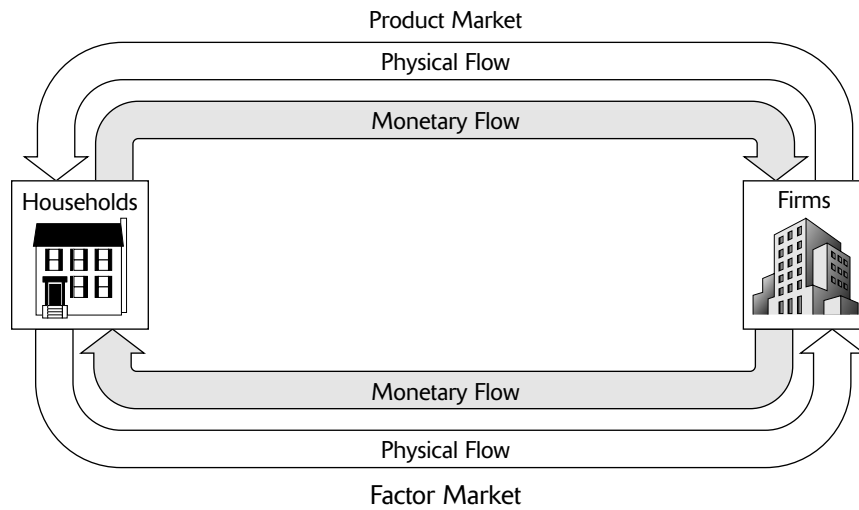 Product Market
Physical Flow
Monetary Flow
Households
Firms
Monetary Flow
Physical Flow
Factor Market